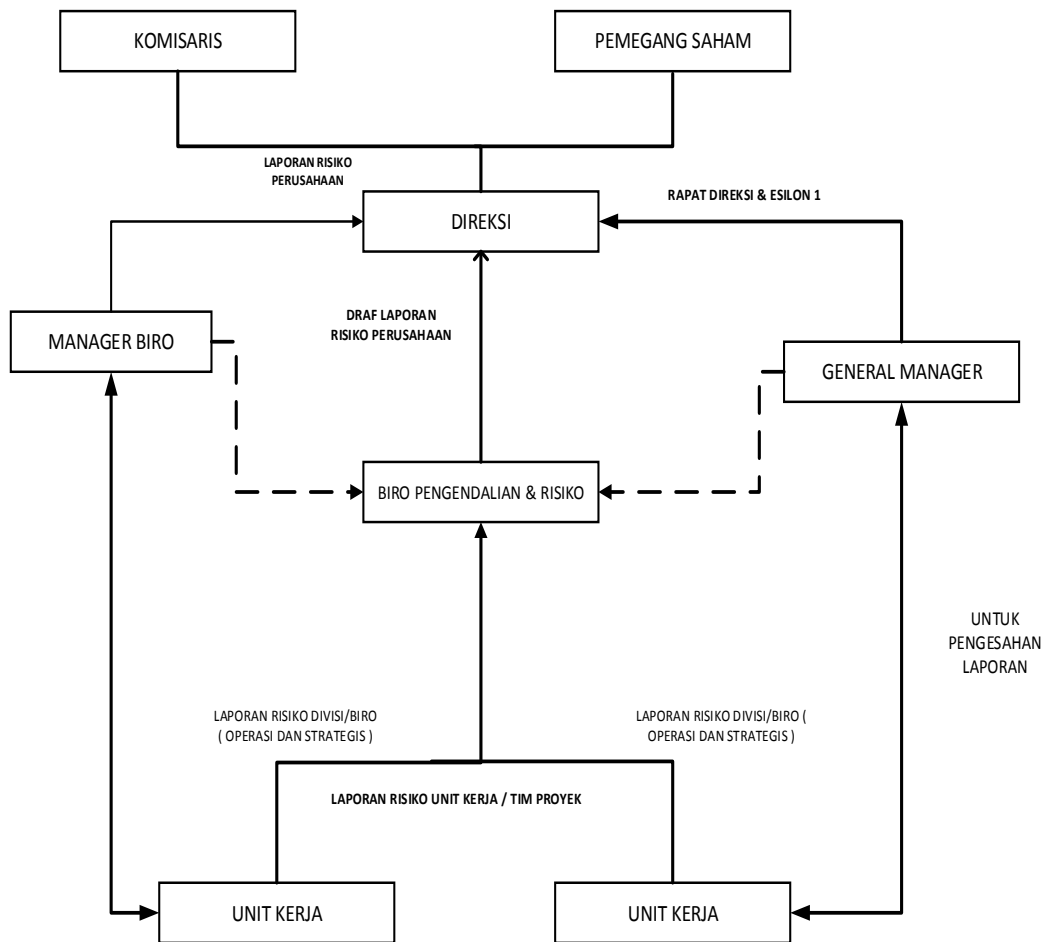 KOMISARIS
PEMEGANG SAHAM
LAPORAN RISIKO
PERUSAHAAN
RAPAT DIREKSI & ESILON 1
DIREKSI
DRAF LAPORAN
RISIKO PERUSAHAAN
MANAGER BIRO
GENERAL MANAGER
BIRO PENGENDALIAN & RISIKO
UNTUK
PENGESAHAN
LAPORAN
LAPORAN RISIKO DIVISI/BIRO
( OPERASI DAN STRATEGIS )
LAPORAN RISIKO DIVISI/BIRO (
OPERASI DAN STRATEGIS )
LAPORAN RISIKO UNIT KERJA / TIM PROYEK
UNIT KERJA
UNIT KERJA